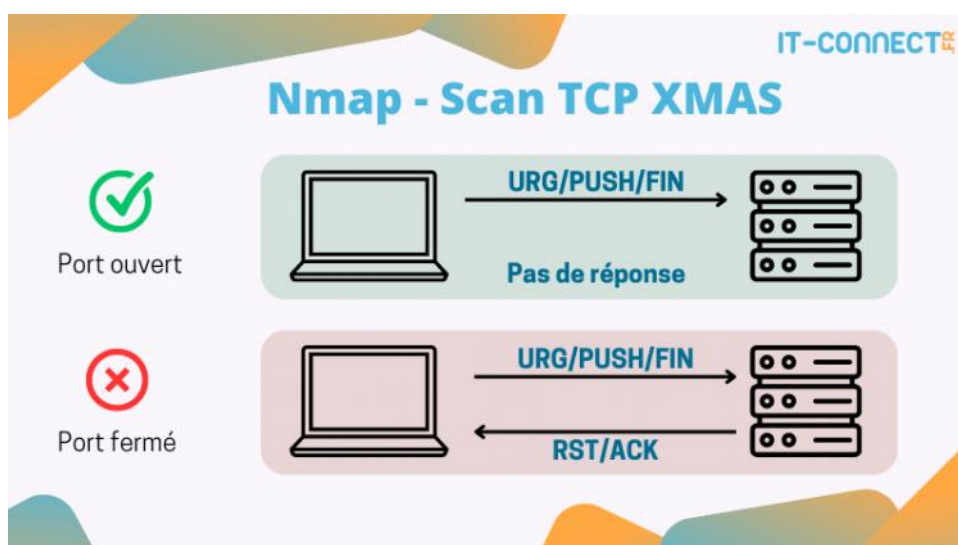 IT-CONNECT.FR
Nmap - Scan TCP XMAS
URG/PUSH/FIN
Port ouvert
Pas de réponse
URG/PUSH/FIN
Port fermé
RST/ACK